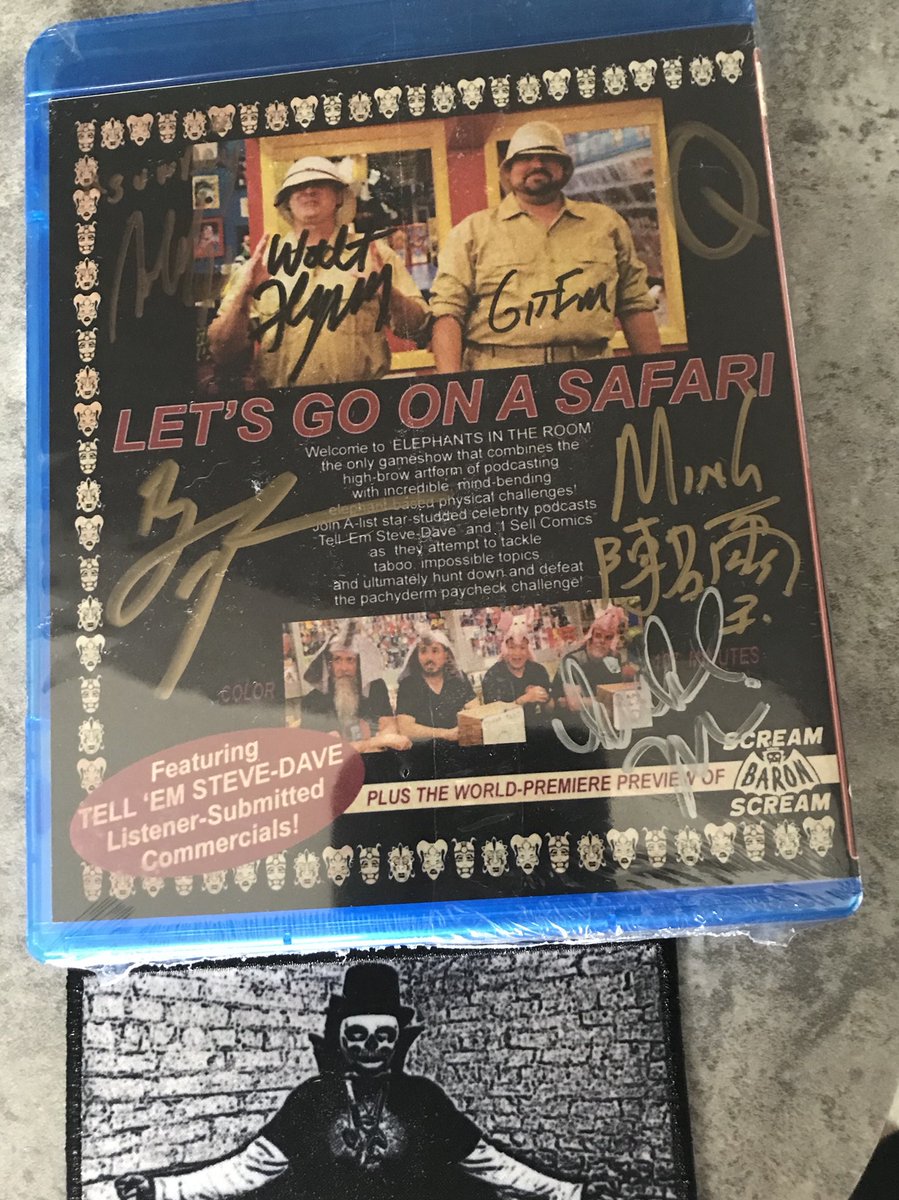 Walt
Flanagan
GitEm
Q
LET'S GO ON A SAFARI
Welcome to ELEPHANTS IN THE ROOM
the only gameshow that combines the
high-brow artform of podcasting
with incredible, mind-bending
elephant based physical challenges!
Join A-list star-studded celebrity podcasts
'Tell 'Em Steve-Dave' and 'I Sell Comics'
as they attempt to tackle
taboo impossible topics
and ultimately hunt down and defeat
the pachyderm paycheck challenge!
Ming
陳
COLOR
MINUTES
Featuring
TELL 'EM STEVE-DAVE
Listener-Submitted
Commercials!
PLUS THE WORLD-PREMIERE PREVIEW OF
SCREAM
BARON
SCREAM